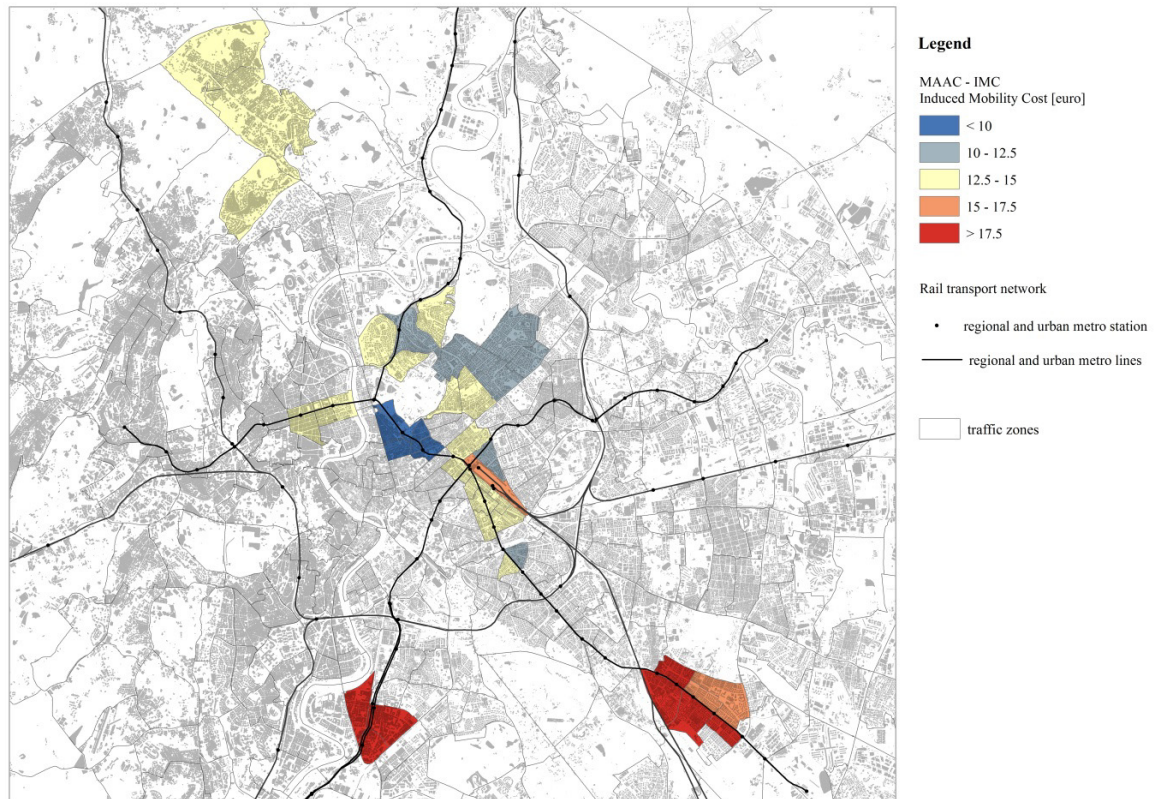 Legend
MAAC - IMC
Induced Mobility Cost [euro]
< 10
10 - 12.5
12.5 - 15
15 - 17.5
> 17.5
Rail transport network
regional and urban metro station
regional and urban metro lines
traffic zones